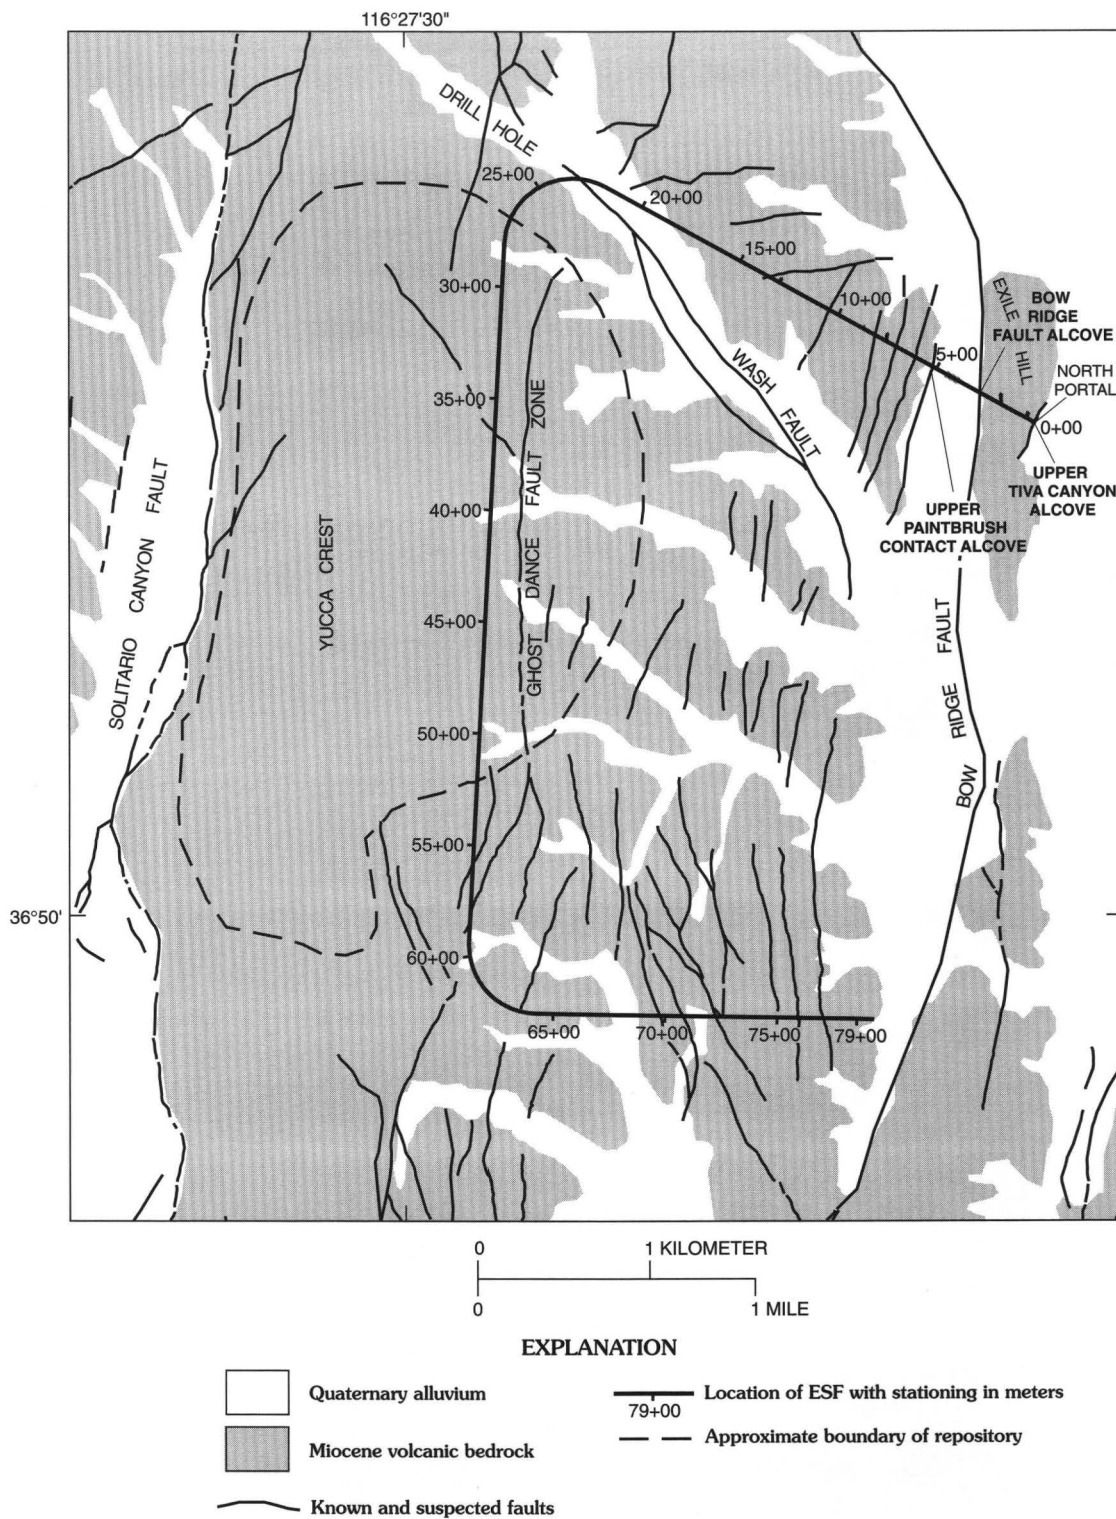 116°27'30"
DRILL HOLE
WASH FAULT
25+00
20+00
15+00
10+00
5+00
0+00
EXILE HILL
BOW
RIDGE
FAULT ALCOVE
NORTH
PORTAL
UPPER
TIVA CANYON
ALCOVE
UPPER
PAINTBRUSH
CONTACT ALCOVE
30+00
35+00
40+00
45+00
50+00
55+00
60+00
65+00
70+00
75+00
79+00
SOLITARIO CANYON FAULT
YUCCA CREST
GHOST DANCE FAULT ZONE
BOW RIDGE FAULT
36°50'
0
1 KILOMETER
0
1 MILE
EXPLANATION
Quaternary alluvium
Miocene volcanic bedrock
Known and suspected faults
Location of ESF with stationing in meters
79+00
Approximate boundary of repository